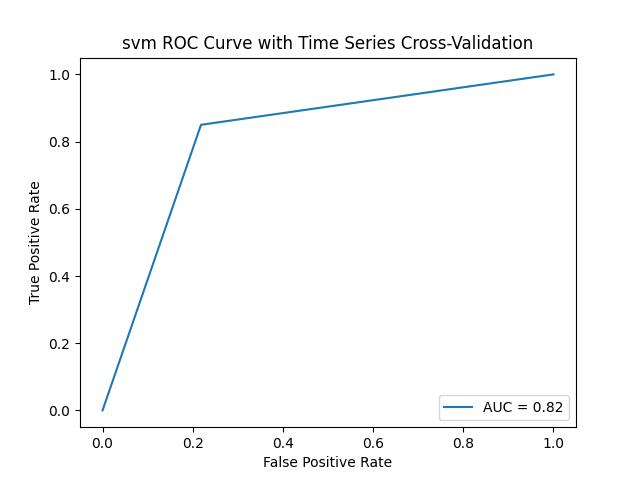 svm ROC Curve with Time Series Cross-Validation
1.0
0.8
0.6
0.4
0.2
0.0
True Positive Rate
AUC = 0.82
0.0 0.2 0.4 0.6 0.8 1.0
False Positive Rate